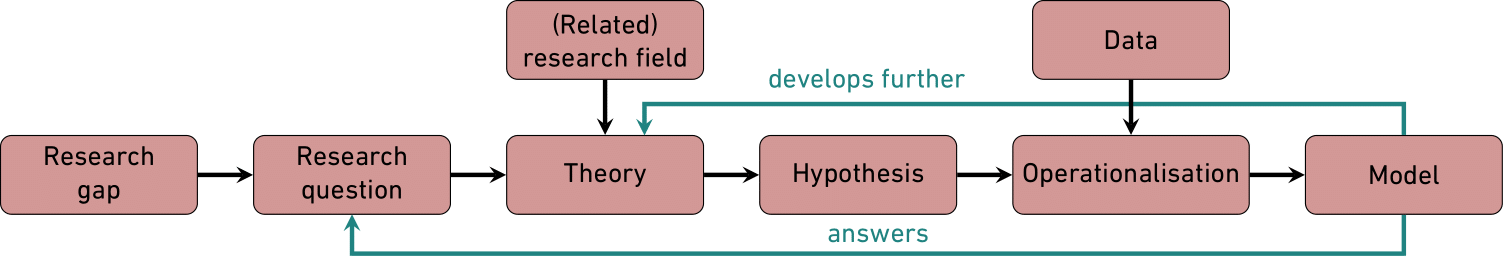 (Related)
research field
Data
develops further
Research
gap
Research
question
Theory
Hypothesis
Operationalisation
Model
answers